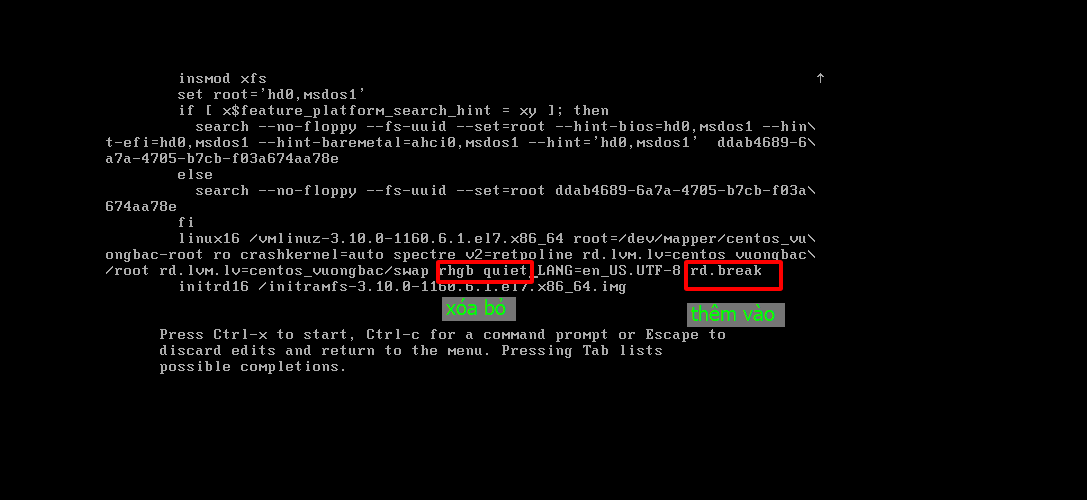 insmod xfs ↑
set root='hd0,msdos1'
if [ x$feature_platform_search_hint = xy ]; then
search --no-floppy --fs-uuid --set=root --hint-bios=hd0,msdos1 --hin\
t-efi=hd0,msdos1 --hint-baremetal=ahci0,msdos1 --hint='hd0,msdos1'  ddab4689-6\
a7a-4705-b7cb-f03a674aa78e
else
search --no-floppy --fs-uuid --set=root ddab4689-6a7a-4705-b7cb-f03a\
674aa78e
fi
linux16 /vmlinuz-3.10.0-1160.6.1.el7.x86_64 root=/dev/mapper/centos_vu\
ongbac-root ro crashkernel=auto spectre_v2=retpoline rd.lvm.lv=centos_vuongbac\
/root rd.lvm.lv=centos_vuongbac/swap rhgb quiet LANG=en_US.UTF-8 rd.break
initrd16 /initramfs-3.10.0-1160.6.1.el7.x86_64.img
xóa bỏ
thêm vào
Press Ctrl-x to start, Ctrl-c for a command prompt or Escape to
discard edits and return to the menu. Pressing Tab lists
possible completions.